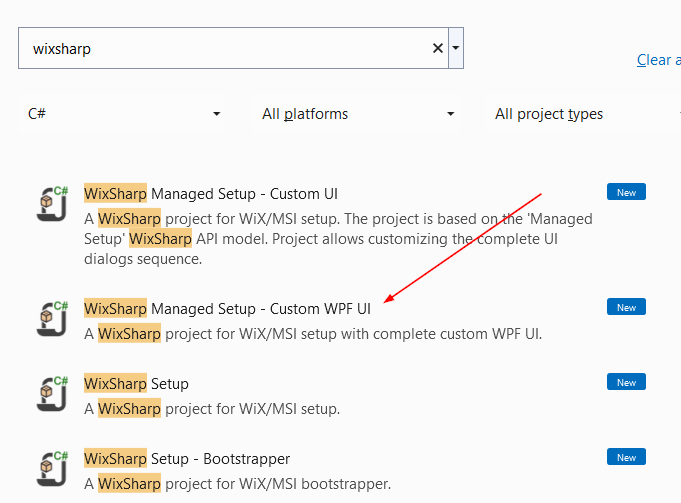 wixsharp
Clear a
C#
All platforms
All project types
C#
WixSharp Managed Setup - Custom UI
New
A WixSharp project for WiX/MSI setup. The project is based on the 'Managed
Setup' WixSharp API model. Project allows customizing the complete UI
dialogs sequence.
C#
WixSharp Managed Setup - Custom WPF UI
New
A WixSharp project for WiX/MSI setup with complete custom WPF UI.
C#
WixSharp Setup
New
A WixSharp project for WiX/MSI setup.
C#
WixSharp Setup - Bootstrapper
New
A WixSharp project for WiX/MSI bootstrapper.